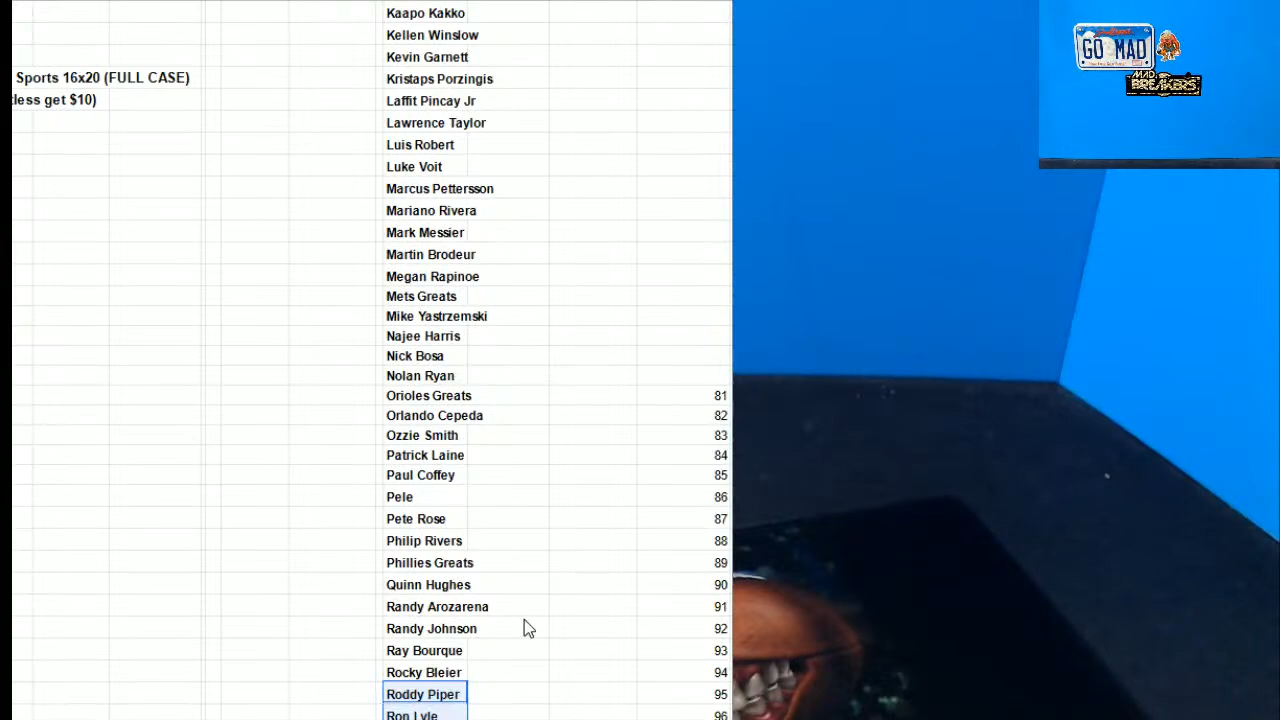 Kaapo Kakko
Kellen Winslow
Kevin Garnett
Sports 16x20 (FULL CASE)
Kristaps Porzingis
tless get $10)
Laffit Pincay Jr
Lawrence Taylor
Luis Robert
Luke Voit
Marcus Pettersson
Mariano Rivera
Mark Messier
Martin Brodeur
Megan Rapinoe
Mets Greats
Mike Yastrzemski
Najee Harris
Nick Bosa
Nolan Ryan
Orioles Greats 81
Orlando Cepeda 82
Ozzie Smith 83
Patrick Laine 84
Paul Coffey 85
Pele 86
Pete Rose 87
Philip Rivers 88
Phillies Greats 89
Quinn Hughes 90
Randy Arozarena 91
Randy Johnson 92
Ray Bourque 93
Rocky Bleier 94
Roddy Piper 95
Ron Lyle 96
GO MAD
MAD
BREAKERS